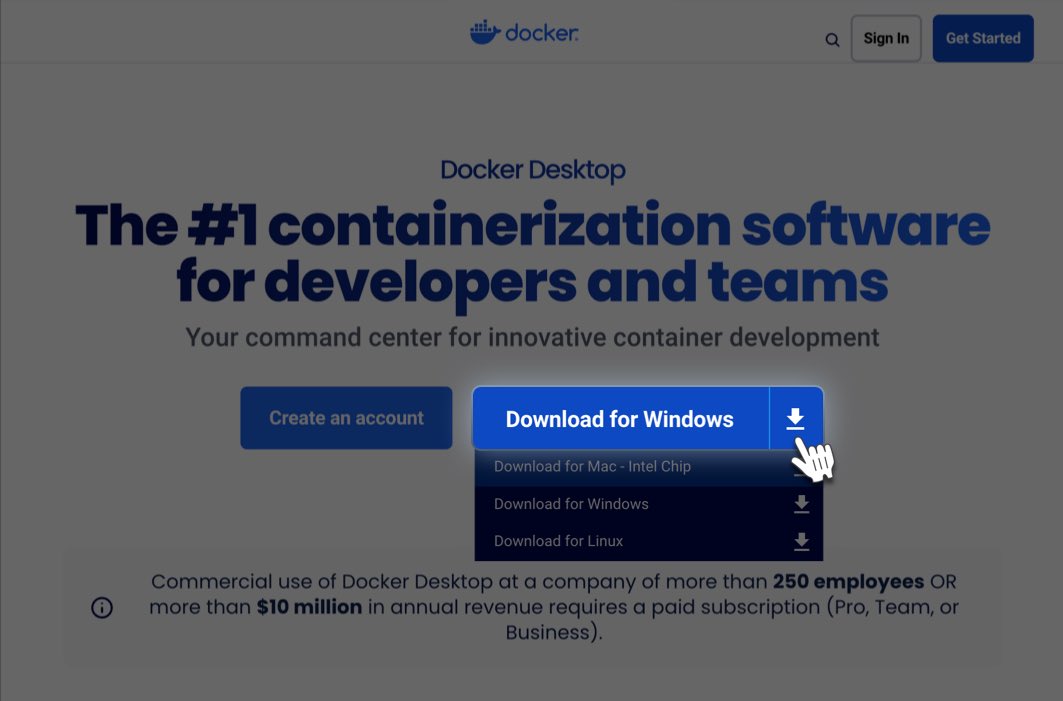 docker
Sign In
Get Started
Docker Desktop
The #1 containerization software
for developers and teams
Your command center for innovative container development
Create an account
Download for Windows
Download for Mac - Intel Chip
Download for Windows
Download for Linux
Commercial use of Docker Desktop at a company of more than 250 employees OR
more than $10 million in annual revenue requires a paid subscription (Pro, Team, or
Business).